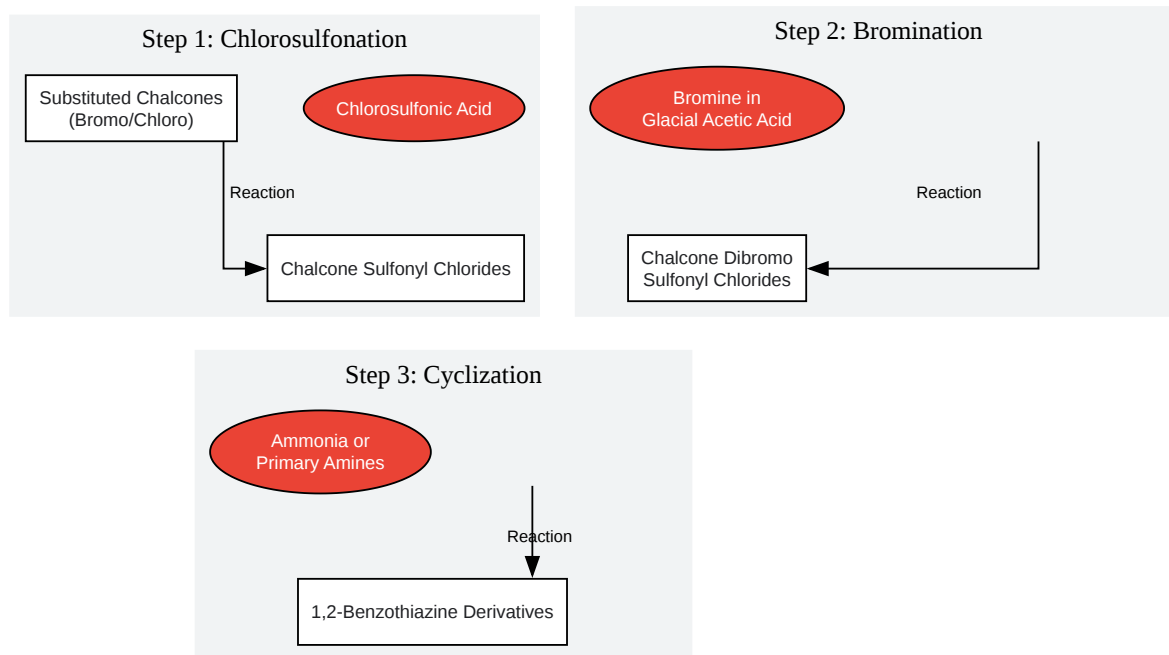 Step 1: Chlorosulfonation
Substituted Chalcones
(Bromo/Chloro)
Chlorosulfonic Acid
Reaction
Chalcone Sulfonyl Chlorides
Step 2: Bromination
Bromine in
Glacial Acetic Acid
Reaction
Chalcone Dibromo
Sulfonyl Chlorides
Step 3: Cyclization
Ammonia or
Primary Amines
Reaction
1,2-Benzothiazine Derivatives